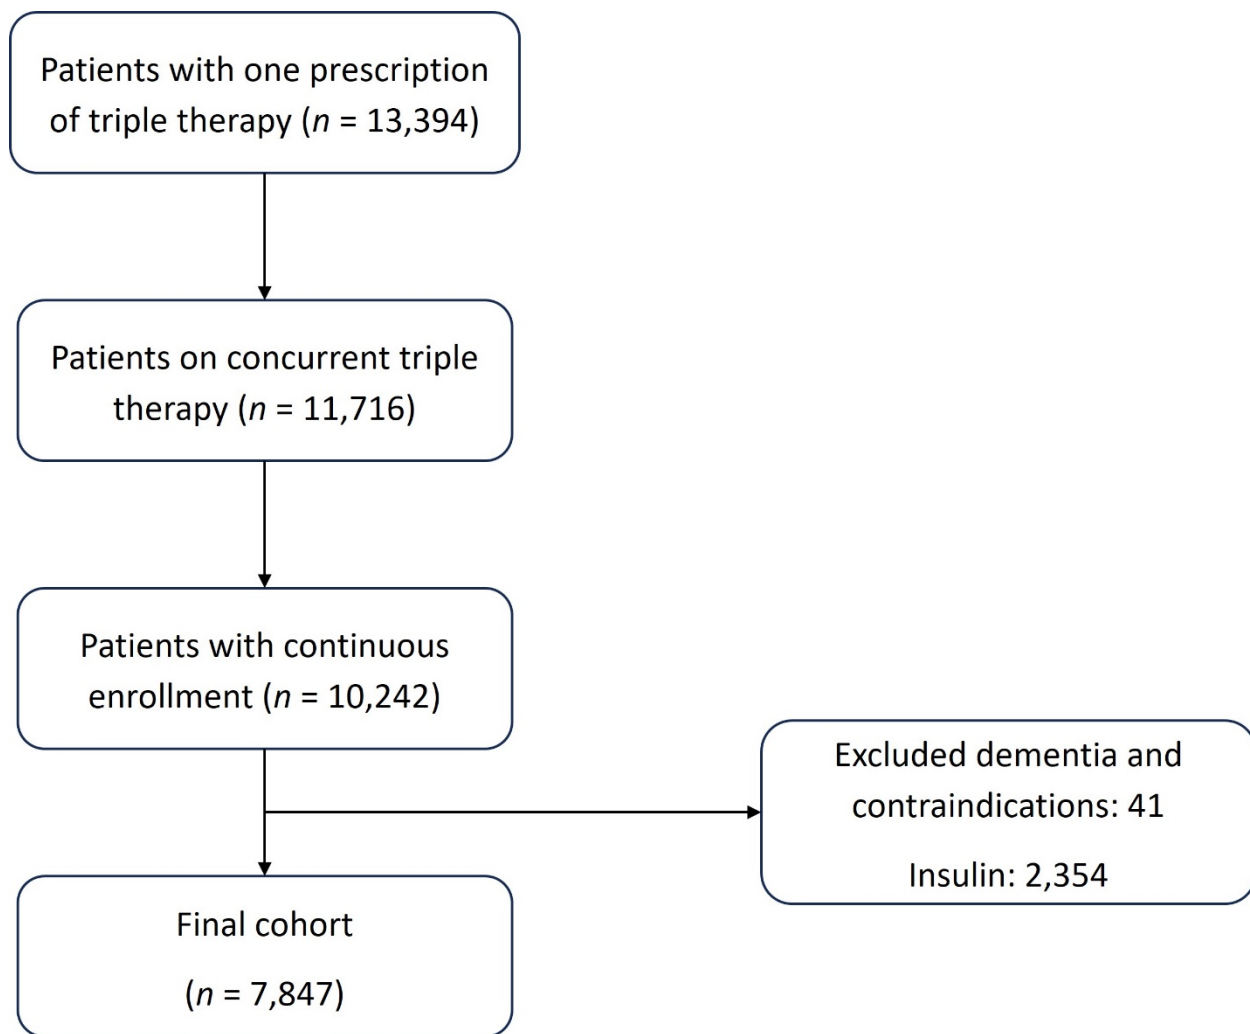 Patients with one prescription
of triple therapy (n = 13,394)
Patients on concurrent triple
therapy (n = 11,716)
Patients with continuous
enrollment (n = 10,242)
Excluded dementia and
contraindications: 41
Insulin: 2,354
Final cohort
(n = 7,847)